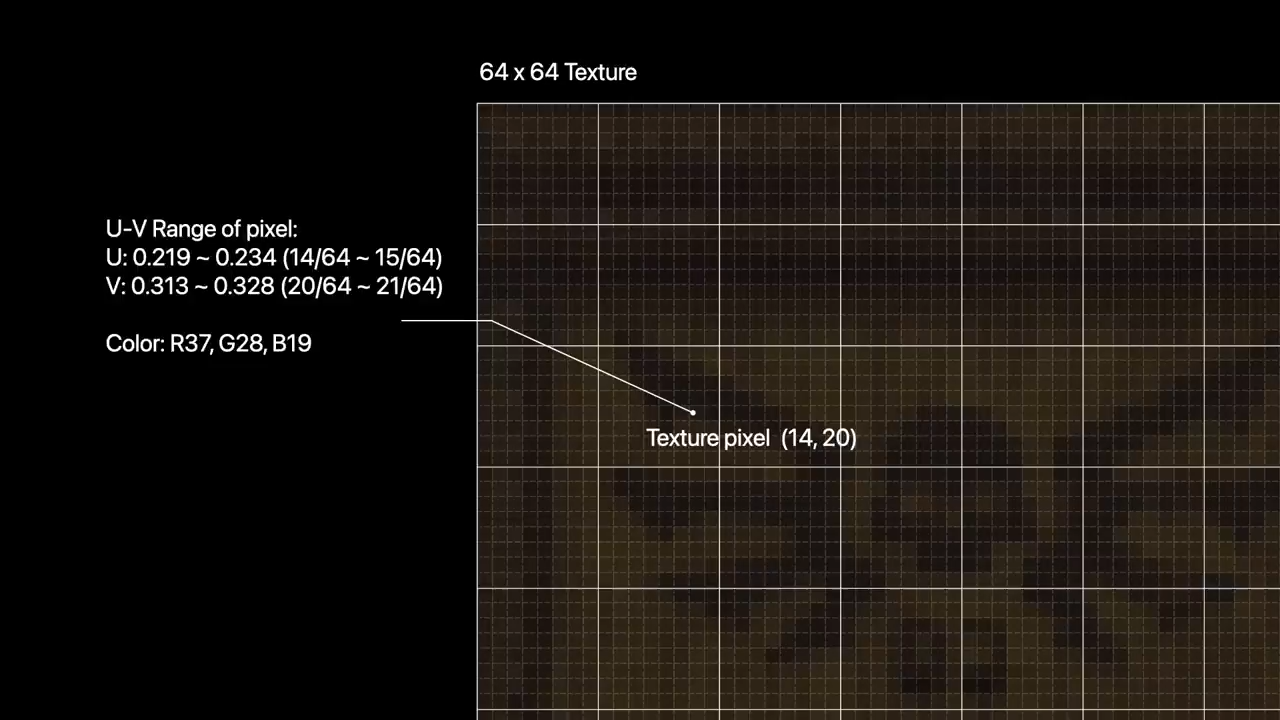 64 x 64 Texture
U-V Range of pixel:
U: 0.219 ~ 0.234 (14/64 ~ 15/64)
V: 0.313 ~ 0.328 (20/64 ~ 21/64)
Color: R37, G28, B19
Texture pixel (14, 20)